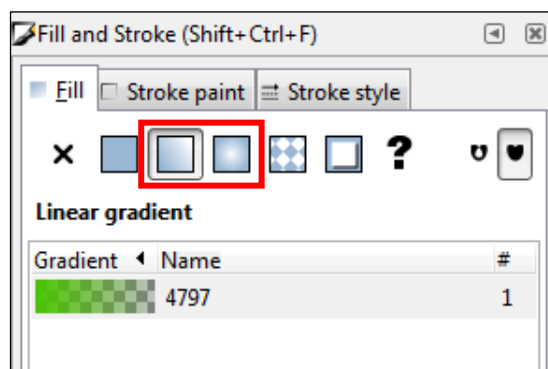 Fill and Stroke (Shift+Ctrl+F)
Fill Stroke paint Stroke style
?
Linear gradient
Gradient Name #
4797 1